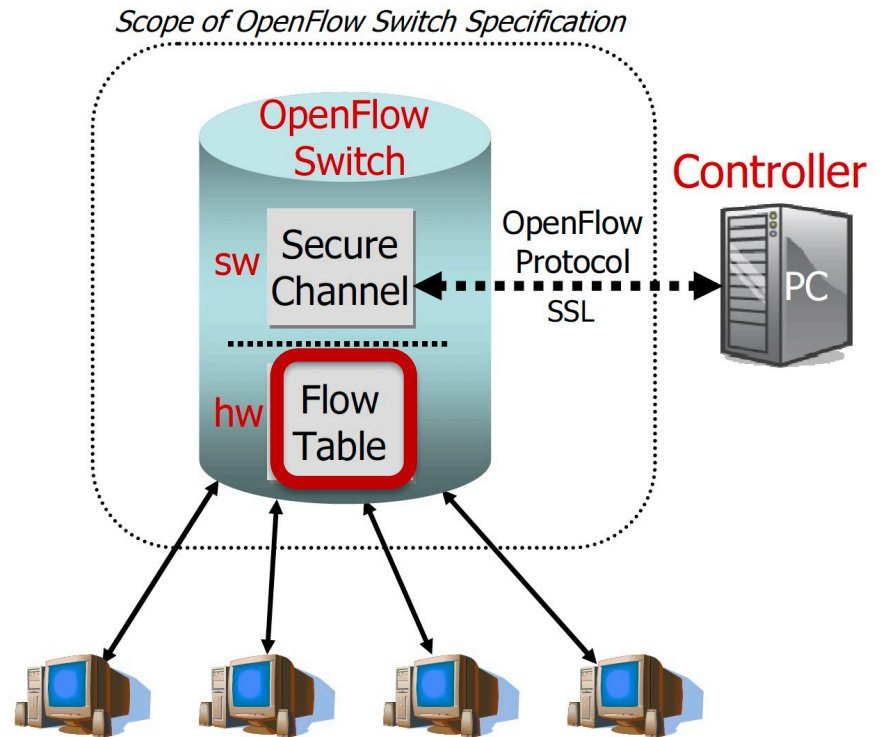 Scope of OpenFlow Switch Specification
OpenFlow
Switch
Controller
sw
Secure
Channel
OpenFlow
Protocol
SSL
PC
hw
Flow
Table